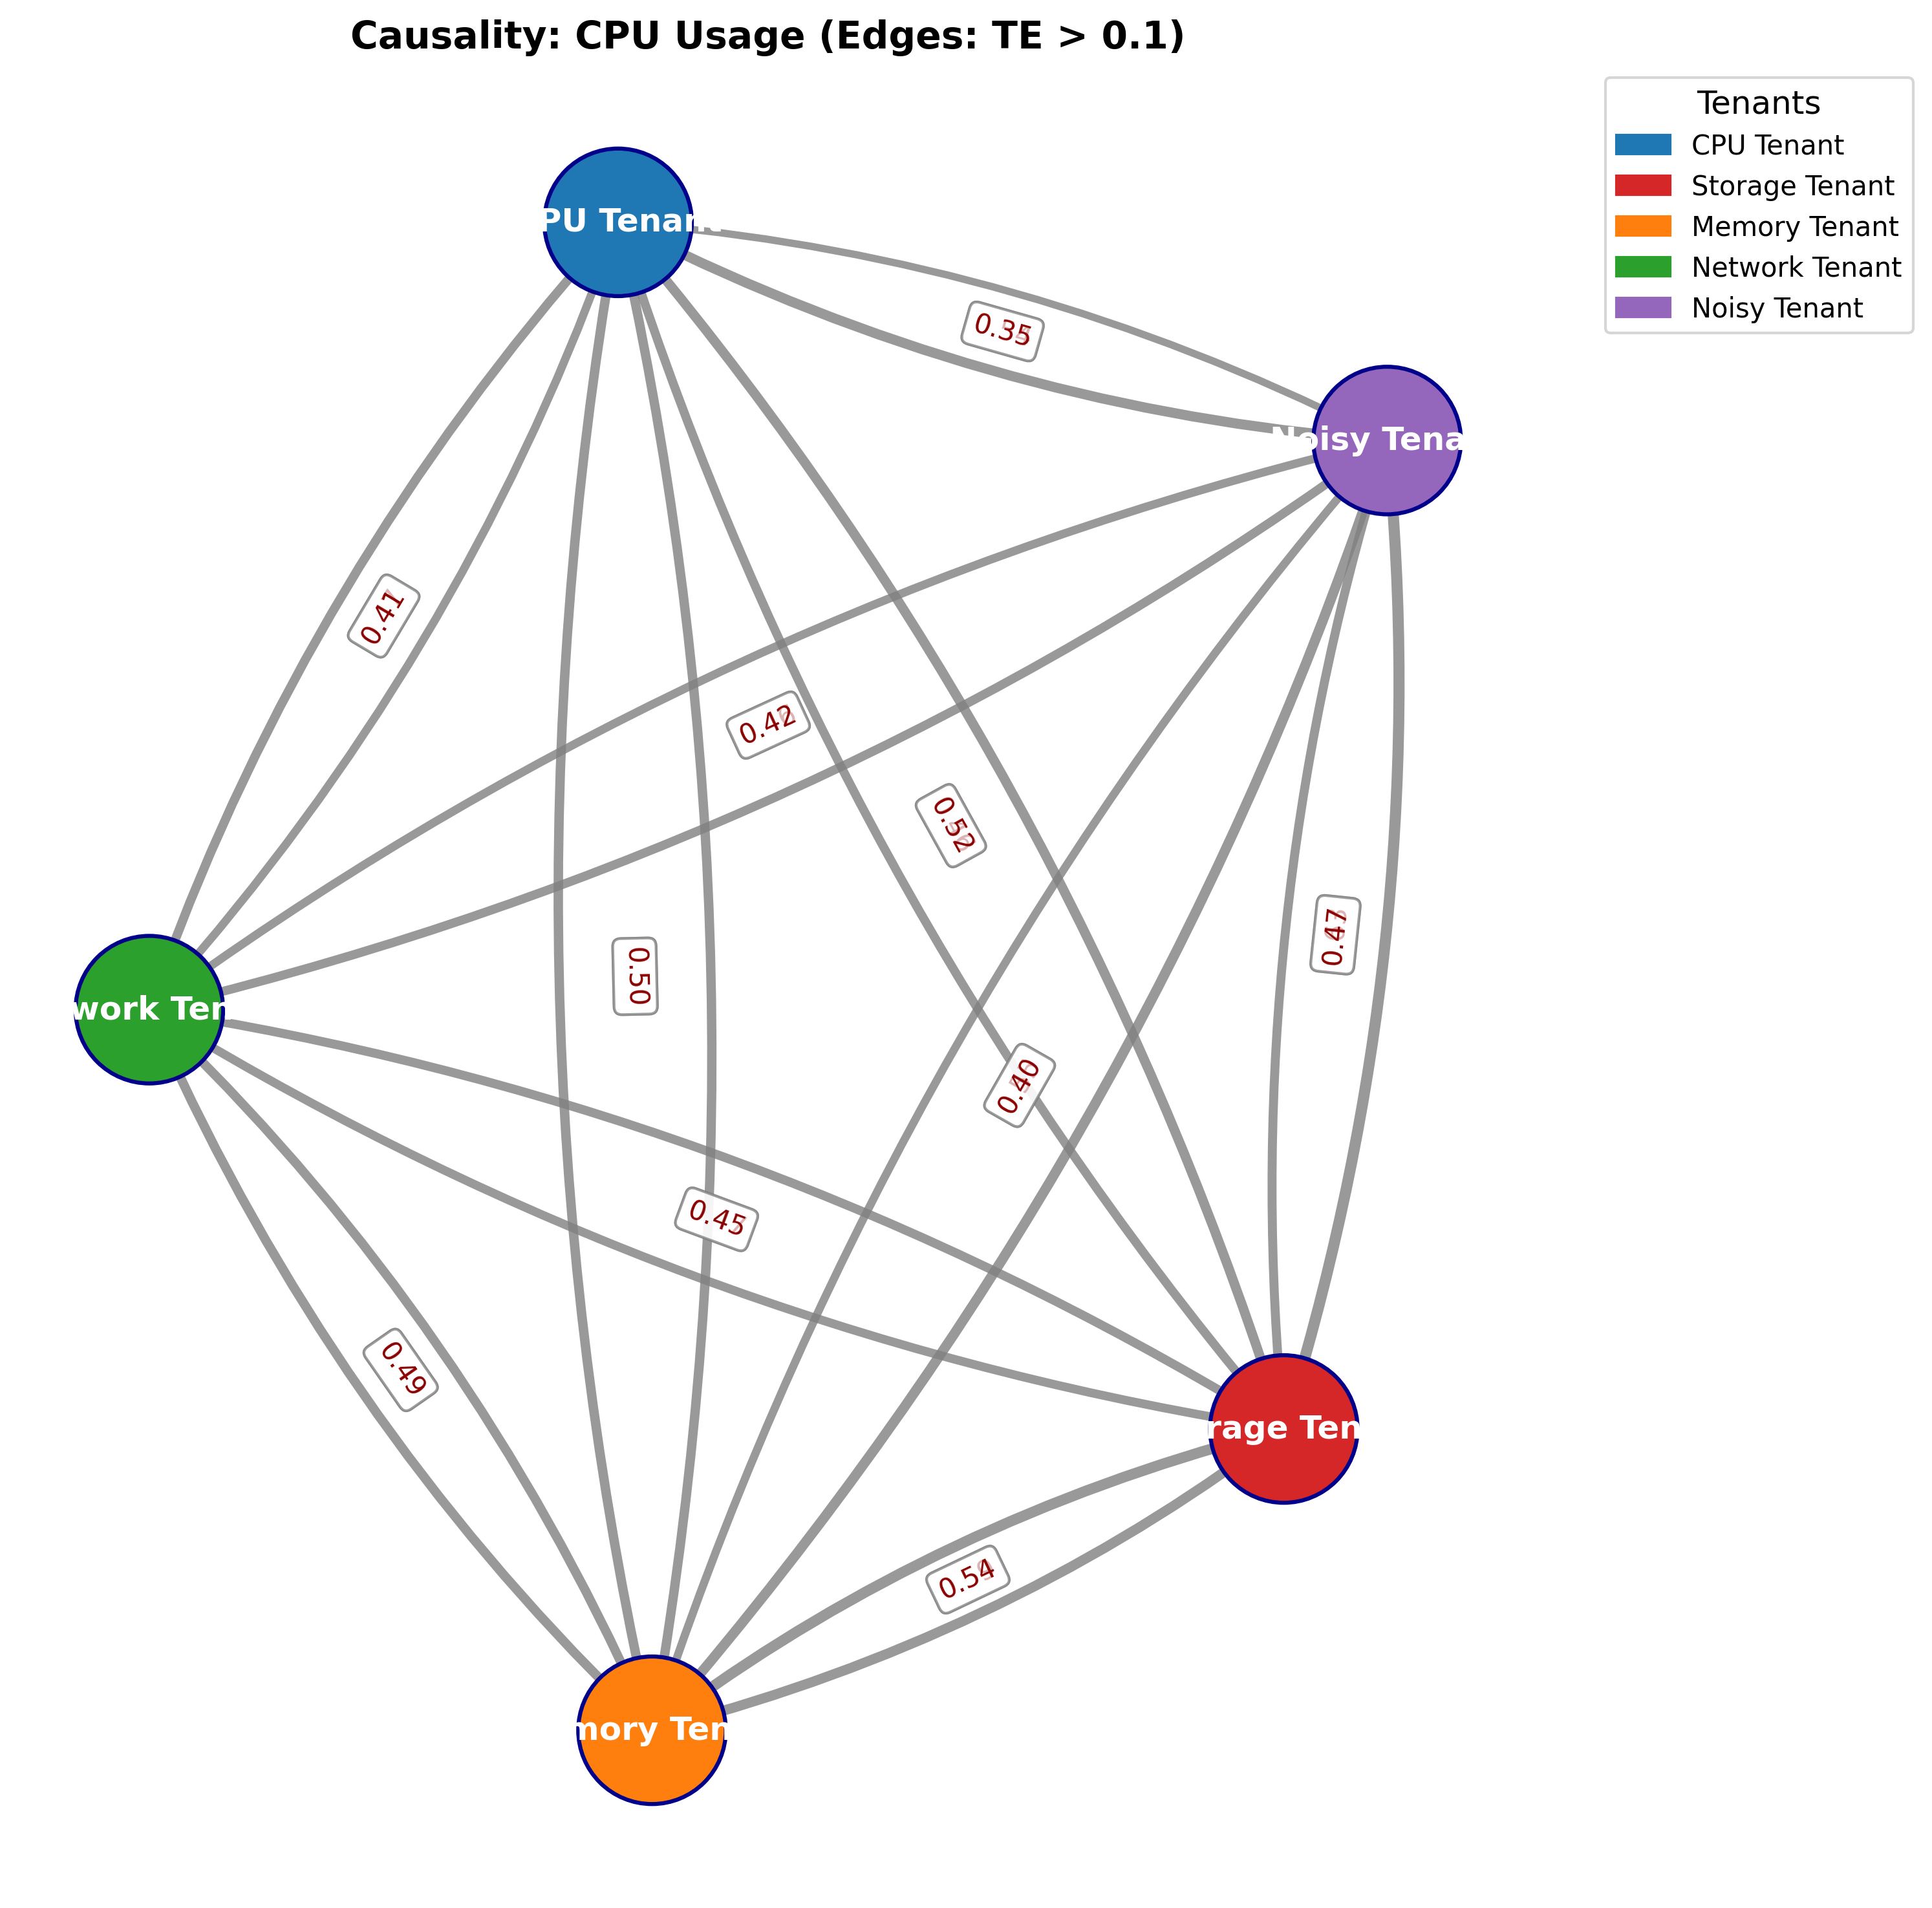 Causality: CPU Usage (Edges: TE > 0.1)
Tenants
CPU Tenant
Storage Tenant
Memory Tenant
Network Tenant
Noisy Tenant
PU Tenant
0.35
Noisy Tena
0.41
0.42
0.52
0.47
0.50
work Ten
0.40
0.45
0.49
rage Ten
0.54
mory Ten